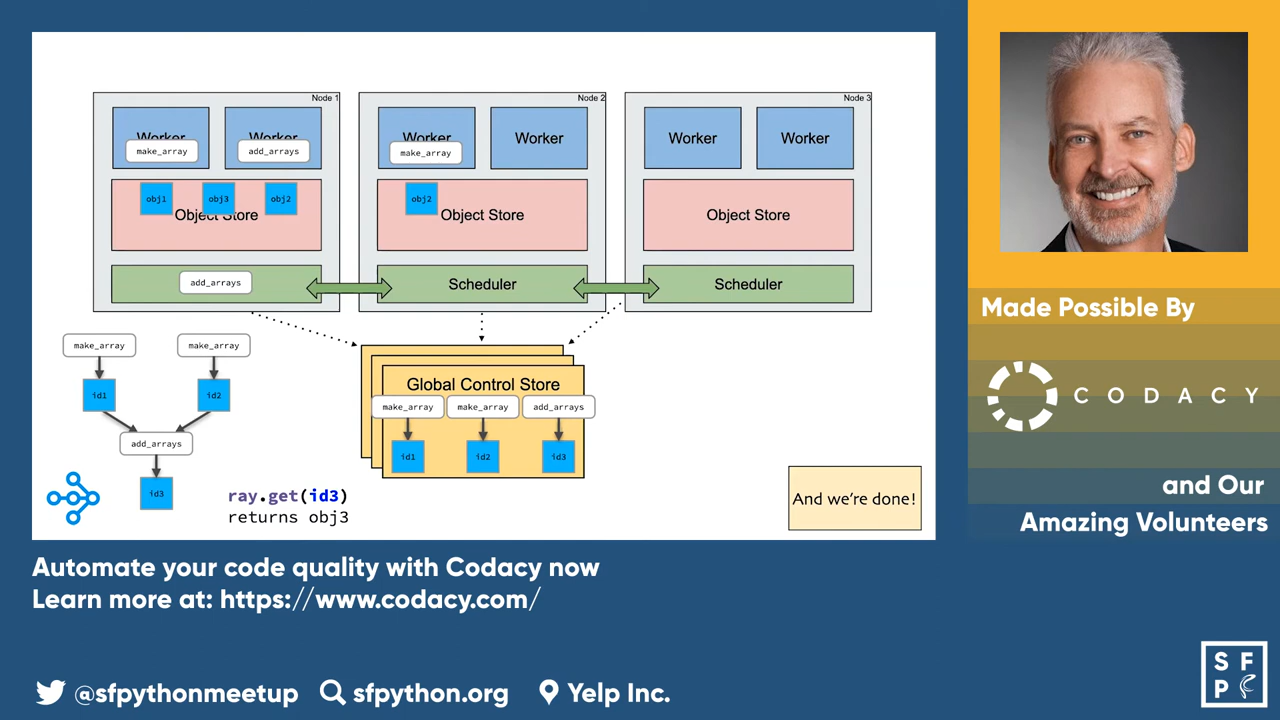 Node 1
Node 2
Node 3
Worker
Worker
Worker
Worker
Worker
Worker
make_array
add_arrays
make_array
obj1
obj3
obj2
obj2
Object Store
Object Store
Object Store
add_arrays
Scheduler
Scheduler
make_array
make_array
id1
id2
add_arrays
id3
Global Control Store
make_array
make_array
add_arrays
id1
id2
id3
ray.get(id3)
returns obj3
And we're done!
Made Possible By
CODACY
and Our
Amazing Volunteers
Automate your code quality with Codacy now
Learn more at: https://www.codacy.com/
@sfpythonmeetup
sfpython.org
Yelp Inc.
S F
P